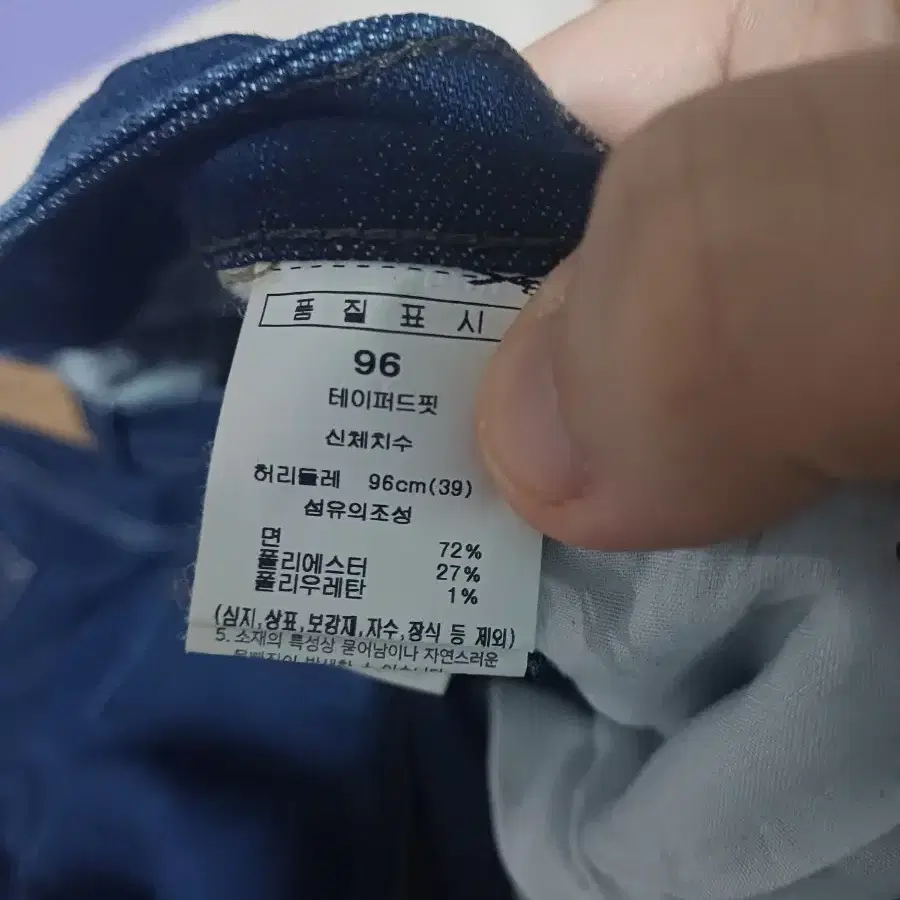 품 질 표 시
96
테이퍼드핏
신체치수
허리둘레 96cm(39)
섬유의조성
면 72%
폴리에스터 27%
폴리우레탄 1%
(심지,상표,보강재,자수,장식 등 제외)
5. 소재의 특성상 묻어남이나 자연스러운